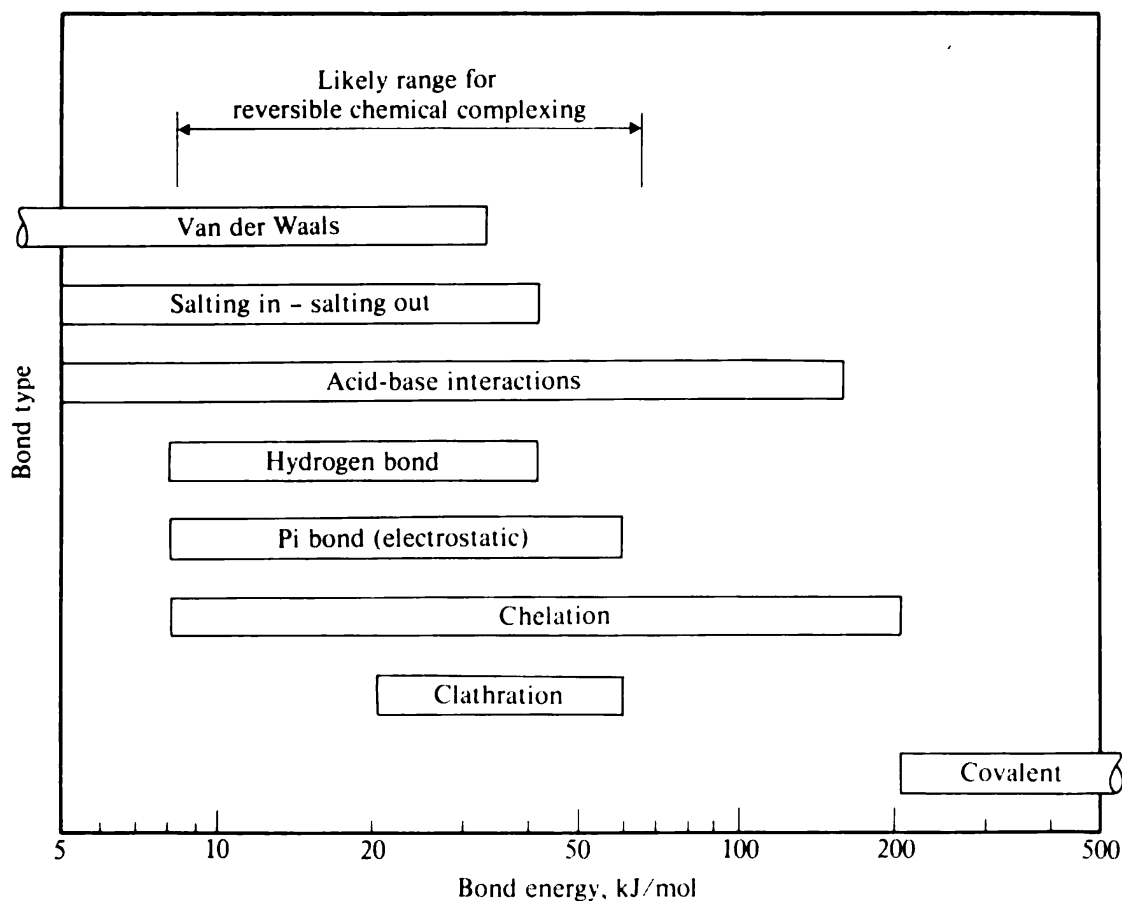 Likely range for
reversible chemical complexing
Van der Waals
Salting in – salting out
Acid-base interactions
Hydrogen bond
Pi bond (electrostatic)
Chelation
Clathration
Covalent
Bond type
5 10 20 50 100 200 500
Bond energy, kJ/mol